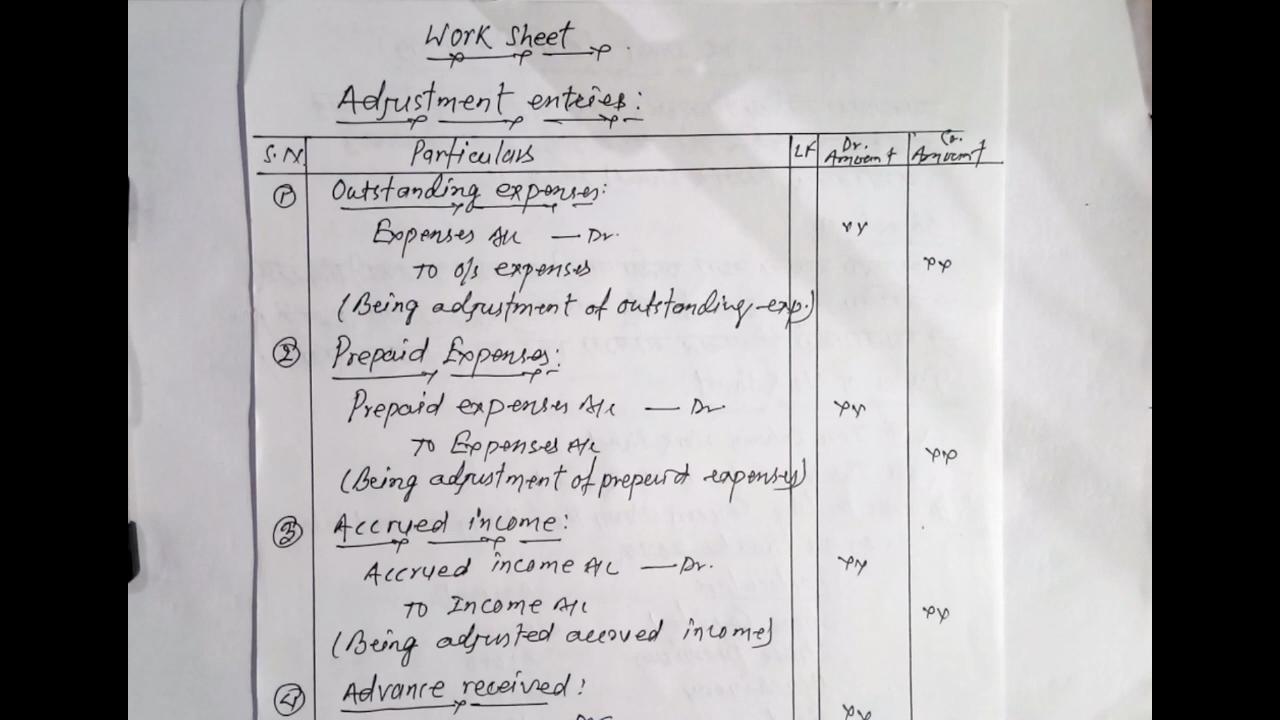 Work Sheet
Adjustment entries:
S.N. Particulars LF Dr. Amount Cr. Amount
① Outstanding expenses:
Expenses A/c — Dr. xx
To o/s expenses xx
(Being adjustment of outstanding exp.)
② Prepaid Expenses:
Prepaid expenses A/c — Dr xx
To Expenses A/c xx
(Being adjustment of prepaid expenses)
③ Accrued income:
Accrued income A/c — Dr. xx
To Income A/c xx
(Being adjusted accrued income)
④ Advance received:
xx